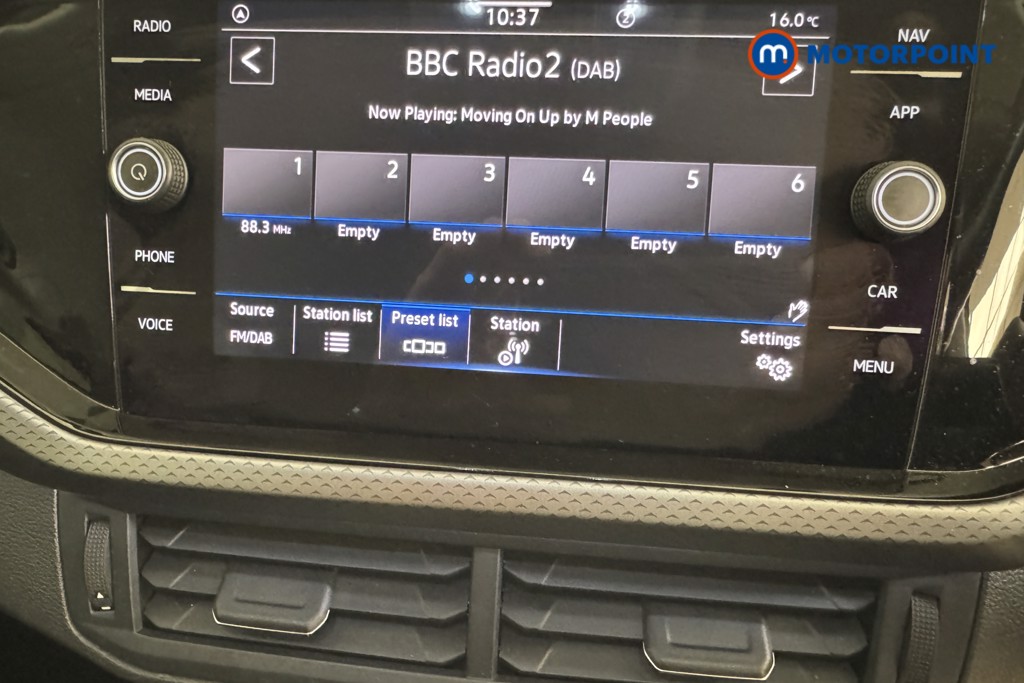 RADIO
MEDIA
PHONE
VOICE
10:37
2
16.0°C
BBC Radio2 (DAB)
Now Playing: Moving On Up by M People
1 2 3 4 5 6
88.3 MHz Empty Empty Empty Empty Empty
Source Station list Preset list Station Settings
FM/DAB
NAV
m MOTORPOINT
APP
CAR
MENU